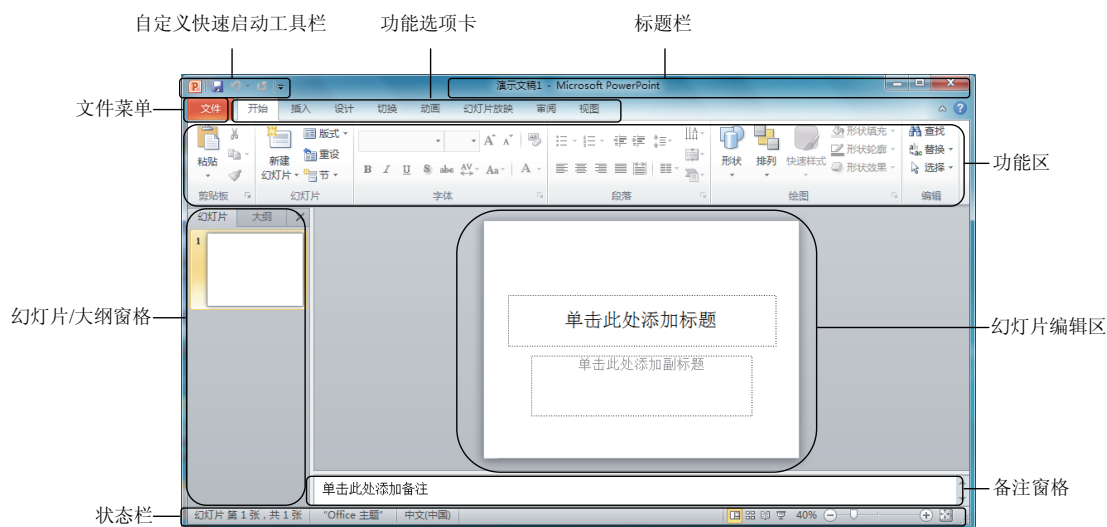 自定义快速启动工具栏 功能选项卡 标题栏
演示文稿1 - Microsoft PowerPoint
文件菜单
文件 开始 插入 设计 切换 动画 幻灯片放映 审阅 视图
粘贴
新建
幻灯片
版式
重设
节
B I U S abc AV Aa A
形状 排列 快速样式
形状填充
形状轮廓
形状效果
查找
替换
选择
剪贴板 幻灯片 字体 段落 绘图 编辑
功能区
幻灯片 大纲
1
幻灯片/大纲窗格
单击此处添加标题
单击此处添加副标题
幻灯片编辑区
单击此处添加备注
备注窗格
状态栏
幻灯片 第 1 张，共 1 张 "Office 主题" 中文(中国) 40%